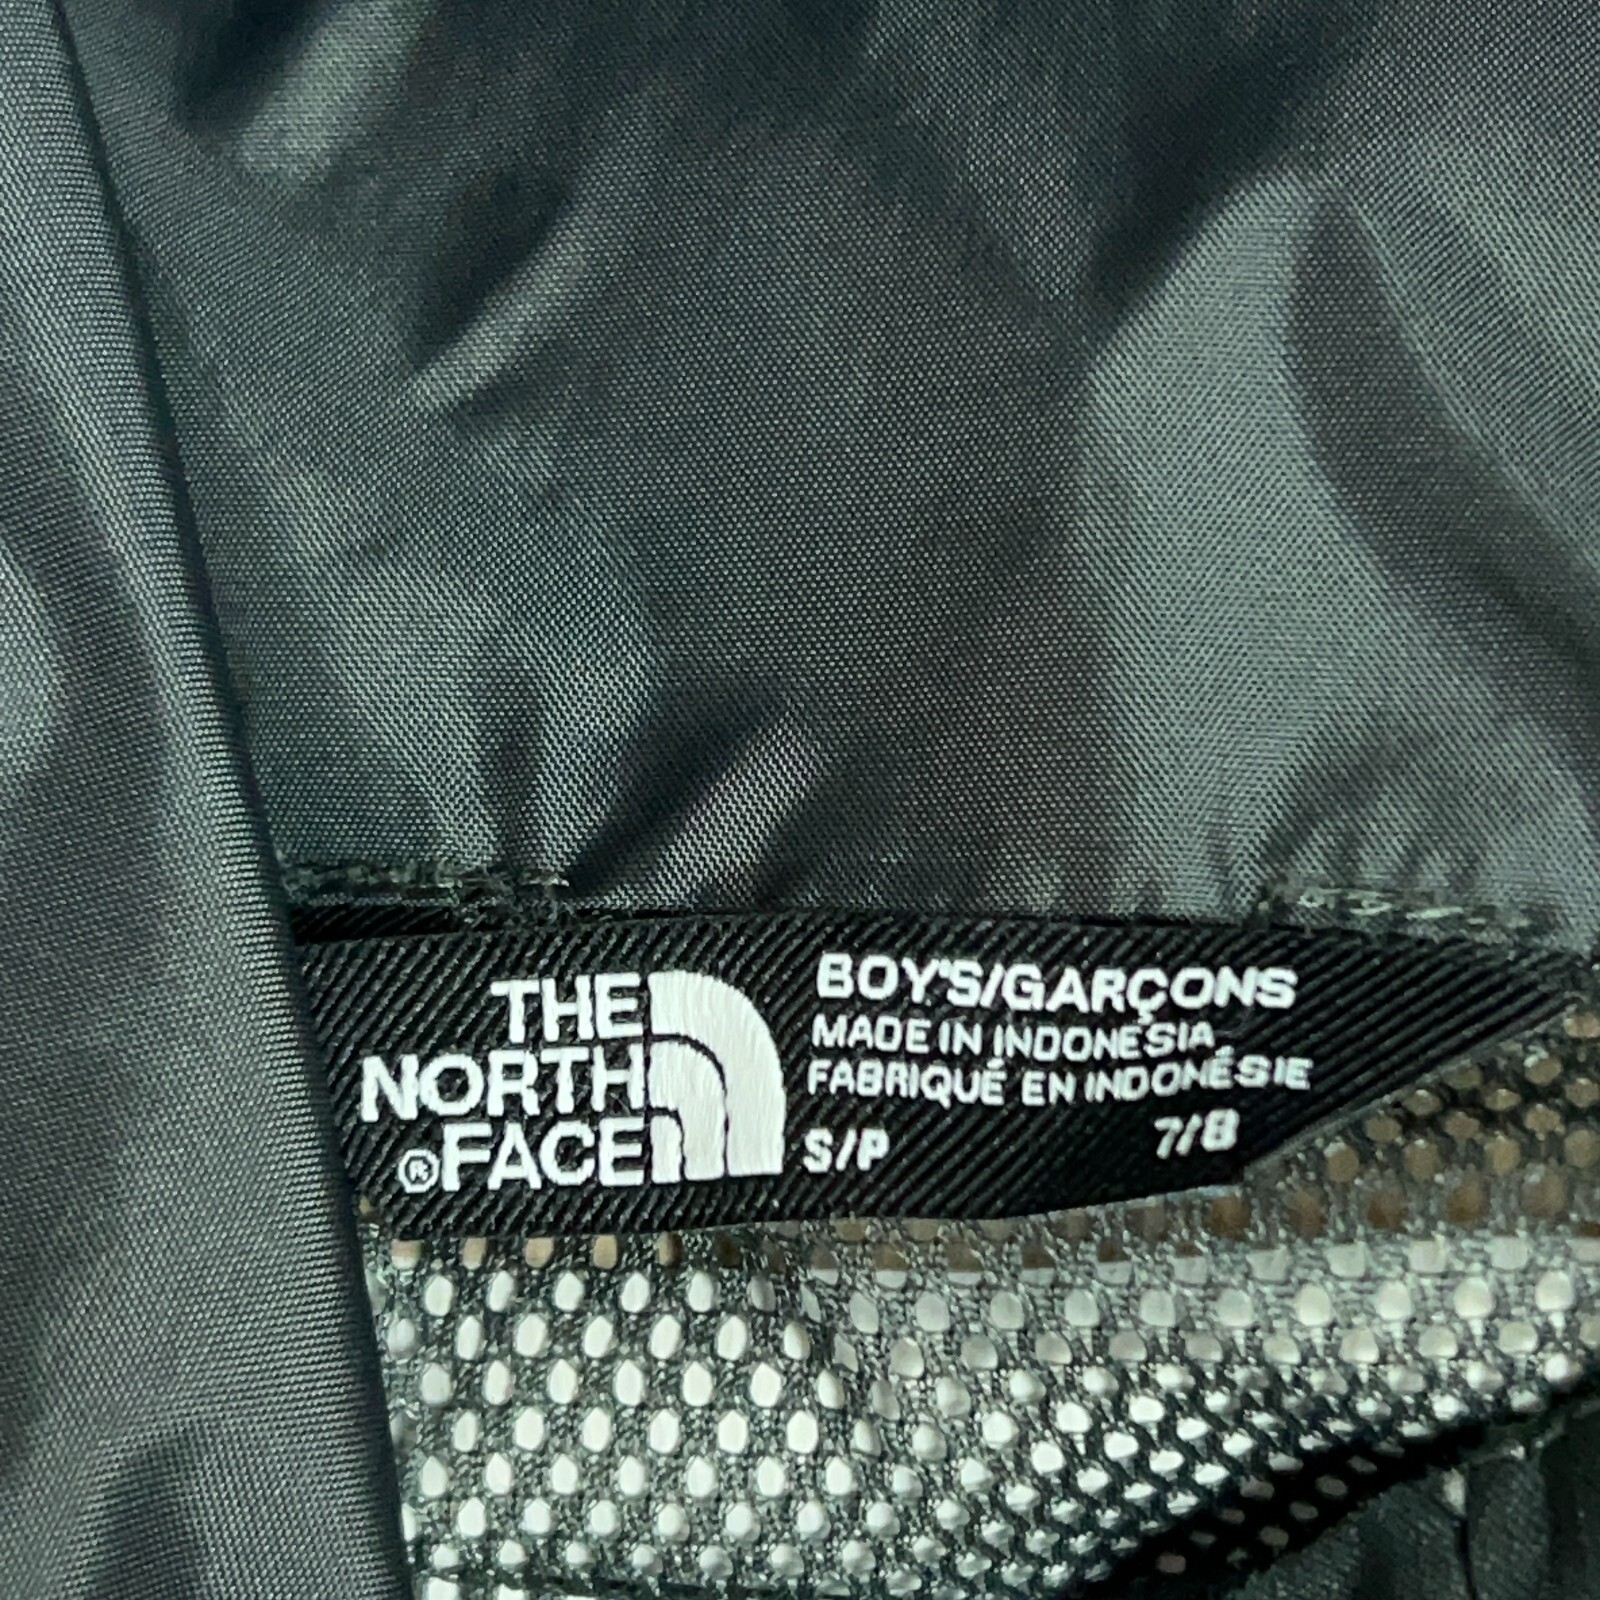 THE
NORTH
®FACE
BOY'S/GARÇONS
MADE IN INDONESIA
FABRIQUÉ EN INDONÉSIE
S/P 7/8